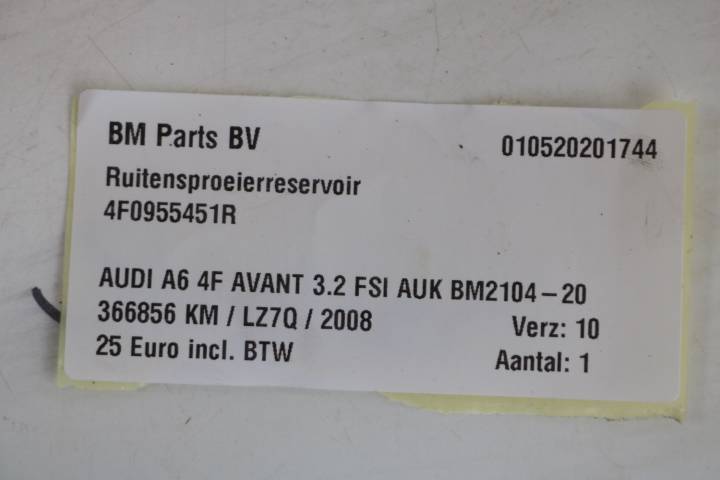 BM Parts BV 010520201744
Ruitensproeierreservoir
4F0955451R
AUDI A6 4F AVANT 3.2 FSI AUK BM2104-20
366856 KM / LZ7Q / 2008 Verz: 10
25 Euro incl. BTW Aantal: 1